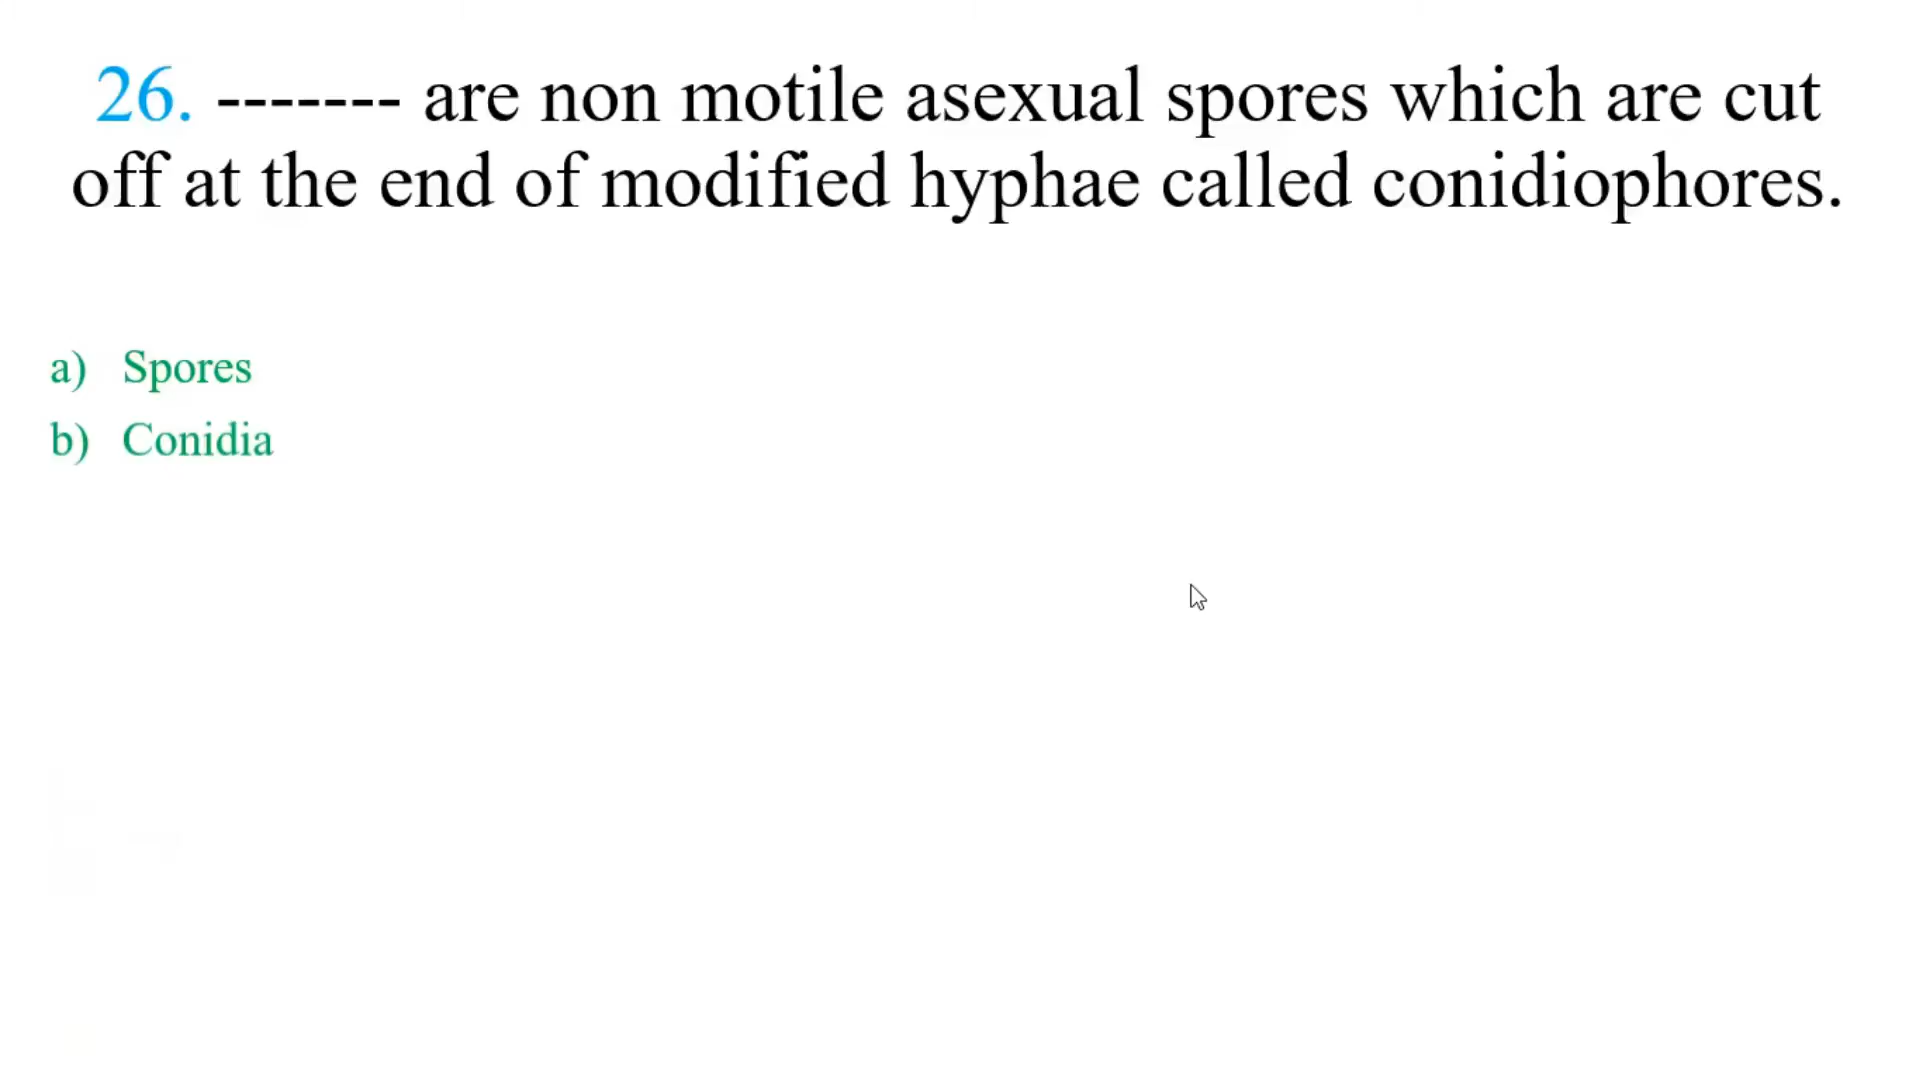 26. ------- are non motile asexual spores which are cut
off at the end of modified hyphae called conidiophores.
a) Spores
b) Conidia